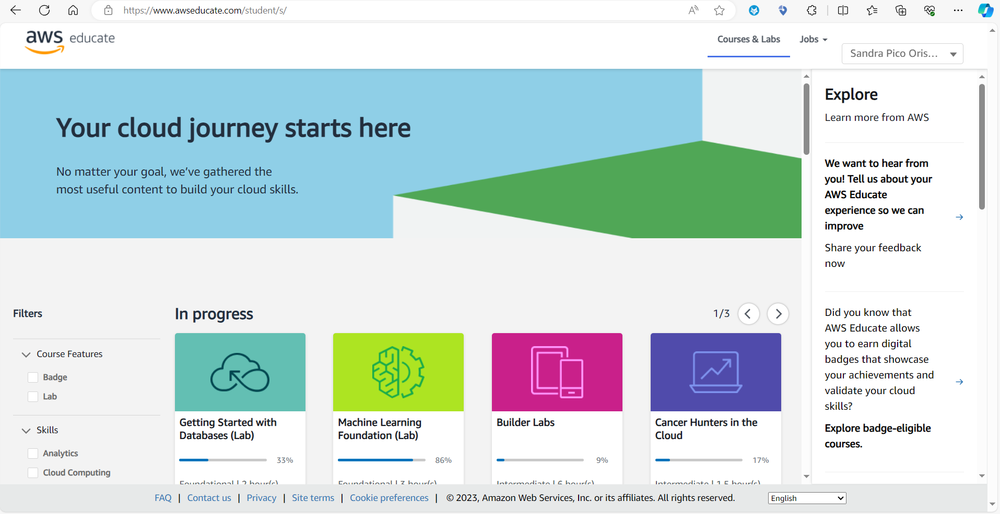 https://www.awseducate.com/student/s/
aws educate
Courses & Labs
Jobs
Sandra Pico Oris...
Your cloud journey starts here
No matter your goal, we've gathered the
most useful content to build your cloud skills.
Explore
Learn more from AWS
We want to hear from
you! Tell us about your
AWS Educate
experience so we can
improve
Share your feedback
now
Did you know that
AWS Educate allows
you to earn digital
badges that showcase
your achievements and
validate your cloud
skills?
Explore badge-eligible
courses.
Filters
Course Features
Badge
Lab
Skills
Analytics
Cloud Computing
In progress
1/3
Getting Started with
Databases (Lab)
33%
Foundational | 2 hour(s)
Machine Learning
Foundation (Lab)
86%
Foundational | 3 hour(s)
Builder Labs
9%
Intermediate | 6 hour(s)
Cancer Hunters in the
Cloud
17%
Intermediate | 1.5 hour(s)
FAQ | Contact us | Privacy | Site terms | Cookie preferences | © 2023, Amazon Web Services, Inc. or its affiliates. All rights reserved.
English